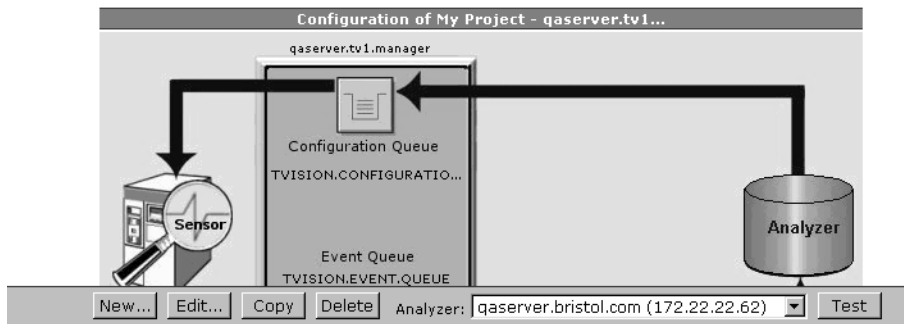 Configuration of My Project - qaserver.tv1...
qaserver.tv1.manager
Configuration Queue
TVISION.CONFIGURATIO...
Sensor
Analyzer
Event Queue
TVISION.EVENT.QUEUE
New... Edit... Copy Delete Analyzer: qaserver.bristol.com (172.22.22.62) Test